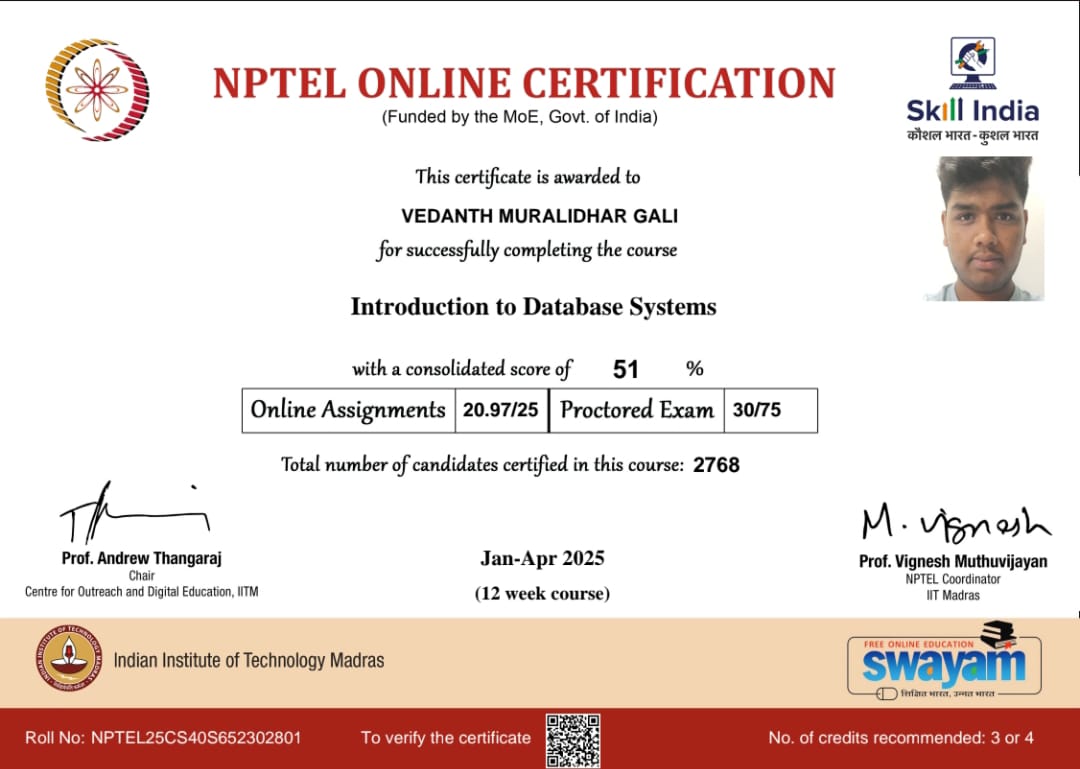 NPTEL ONLINE CERTIFICATION
(Funded by the MoE, Govt. of India)
Skill India
कौशल भारत - कुशल भारत
This certificate is awarded to
VEDANTH MURALIDHAR GALI
for successfully completing the course
Introduction to Database Systems
with a consolidated score of 51 %
Online Assignments 20.97/25 Proctored Exam 30/75
Total number of candidates certified in this course: 2768
M. Vignesh
Prof. Andrew Thangaraj
Chair
Centre for Outreach and Digital Education, IITM
Jan-Apr 2025
(12 week course)
Prof. Vignesh Muthuvijayan
NPTEL Coordinator
IIT Madras
INDIAN INSTITUTE OF TECHNOLOGY MADRAS
Indian Institute of Technology Madras
FREE ONLINE EDUCATION
swayam
शिक्षित भारत, उन्नत भारत
Roll No: NPTEL25CS40S652302801
To verify the certificate
No. of credits recommended: 3 or 4